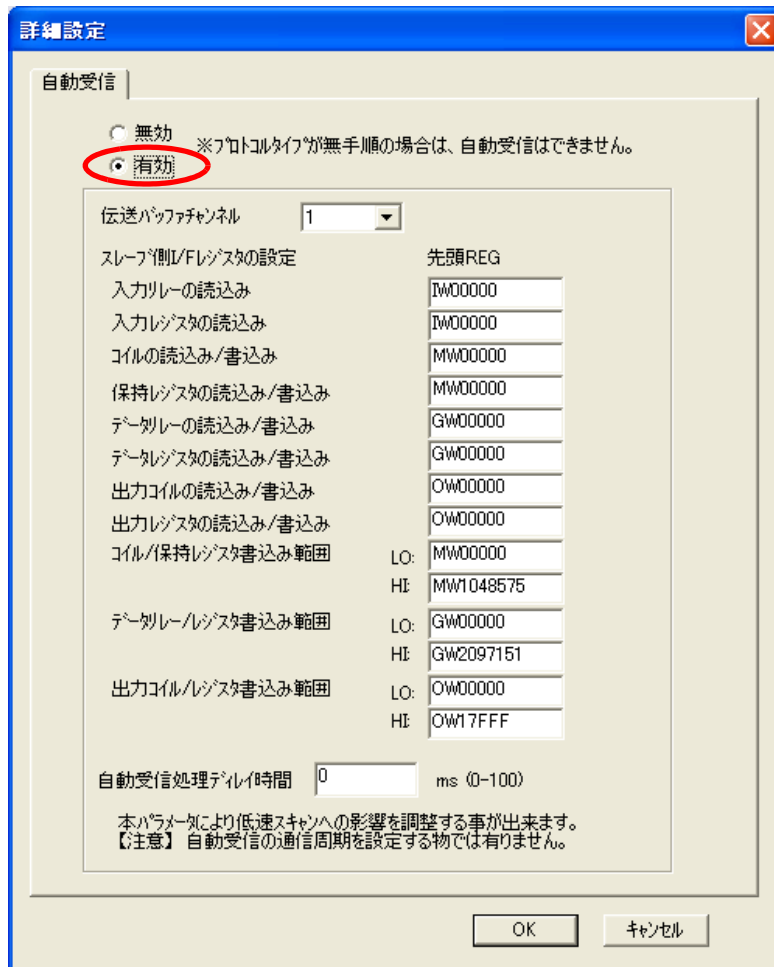 詳細設定
自動受信
無効
※ﾌﾟﾛﾄｺﾙﾀｲﾌﾟが無手順の場合は、自動受信はできません。
有効
伝送ﾊﾞｯﾌｧﾁｬﾝﾈﾙ 1
ｽﾚｰﾌﾞ側I/Fﾚｼﾞｽﾀの設定 先頭REG
入力ﾘﾚｰの読込み IW00000
入力ﾚｼﾞｽﾀの読込み IW00000
ｺｲﾙの読込み/書込み MW00000
保持ﾚｼﾞｽﾀの読込み/書込み MW00000
ﾃﾞｰﾀﾘﾚｰの読込み/書込み GW00000
ﾃﾞｰﾀﾚｼﾞｽﾀの読込み/書込み GW00000
出力ｺｲﾙの読込み/書込み OW00000
出力ﾚｼﾞｽﾀの読込み/書込み OW00000
ｺｲﾙ/保持ﾚｼﾞｽﾀ書込み範囲 LO: MW00000
HI: MW1048575
ﾃﾞｰﾀﾘﾚｰ/ﾚｼﾞｽﾀ書込み範囲 LO: GW00000
HI: GW2097151
出力ｺｲﾙ/ﾚｼﾞｽﾀ書込み範囲 LO: OW00000
HI: OW17FFF
自動受信処理ﾃﾞｨﾚｲ時間 0 ms (0-100)
本ﾊﾟﾗﾒｰﾀにより低速ｽｷｬﾝへの影響を調整する事が出来ます。
【注意】 自動受信の通信周期を設定する物では有りません。
OK ｷｬﾝｾﾙ